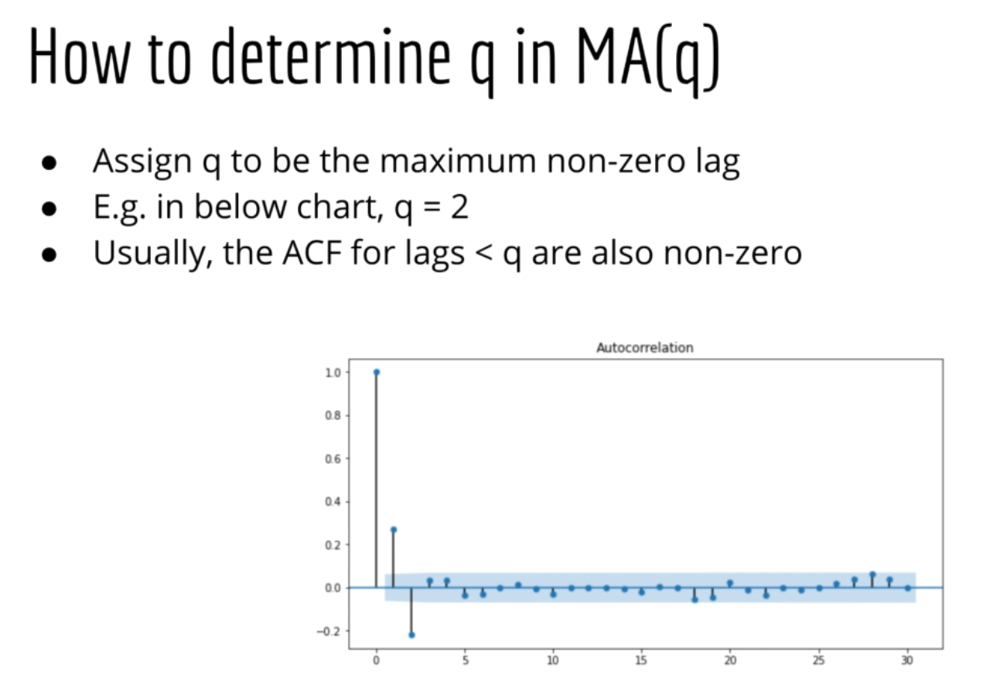 How to determine q in MA(q)
● Assign q to be the maximum non-zero lag
● E.g. in below chart, q = 2
● Usually, the ACF for lags < q are also non-zero
Autocorrelation
1.0
0.8
0.6
0.4
0.2
0.0
−0.2
0 5 10 15 20 25 30